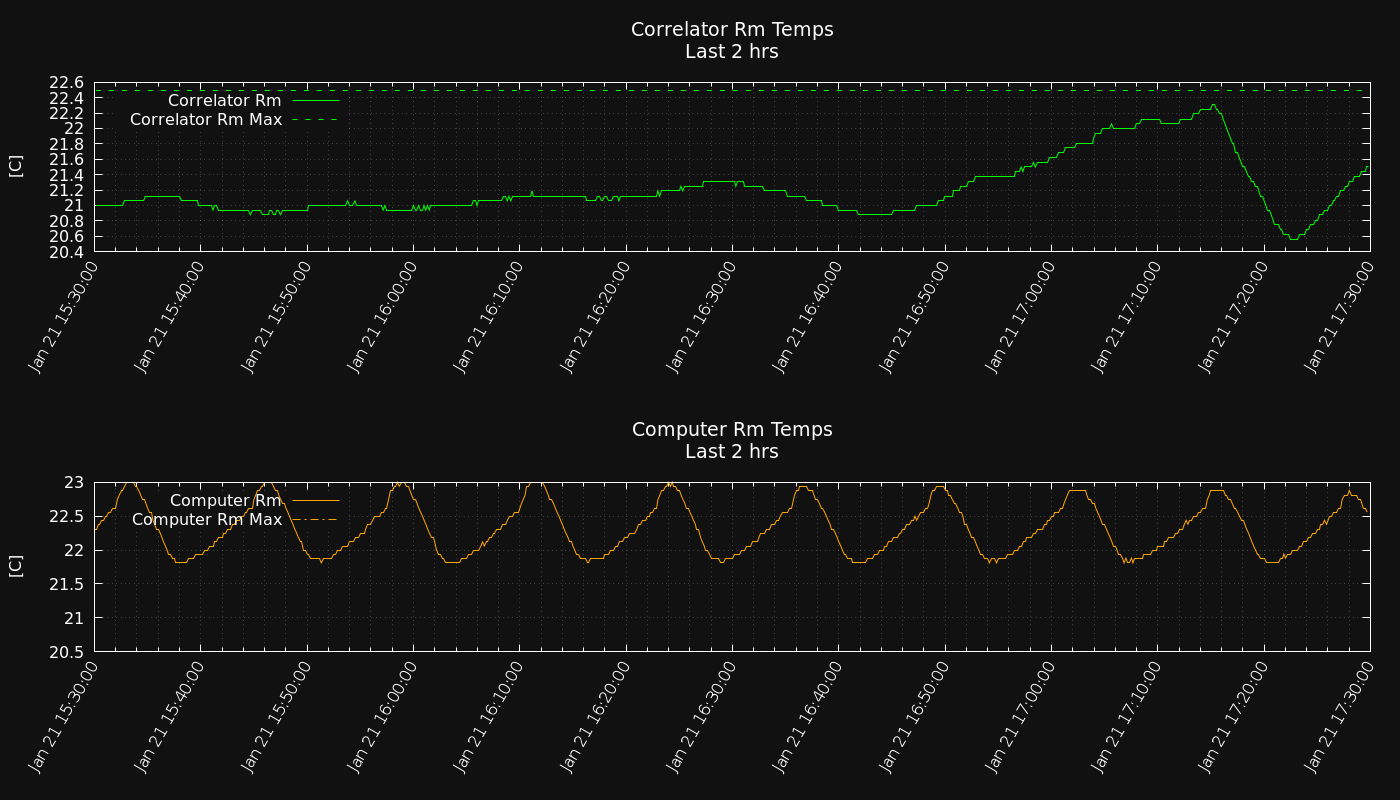 Correlator Rm Temps
Last 2 hrs
[C]
22.6
22.4
22.2
22
21.8
21.6
21.4
21.2
21
20.8
20.6
20.4
Correlator Rm
Correlator Rm Max
Jan 21 15:30:00
Jan 21 15:40:00
Jan 21 15:50:00
Jan 21 16:00:00
Jan 21 16:10:00
Jan 21 16:20:00
Jan 21 16:30:00
Jan 21 16:40:00
Jan 21 16:50:00
Jan 21 17:00:00
Jan 21 17:10:00
Jan 21 17:20:00
Jan 21 17:30:00
Computer Rm Temps
Last 2 hrs
[C]
23
22.5
22
21.5
21
20.5
Computer Rm
Computer Rm Max
Jan 21 15:30:00
Jan 21 15:40:00
Jan 21 15:50:00
Jan 21 16:00:00
Jan 21 16:10:00
Jan 21 16:20:00
Jan 21 16:30:00
Jan 21 16:40:00
Jan 21 16:50:00
Jan 21 17:00:00
Jan 21 17:10:00
Jan 21 17:20:00
Jan 21 17:30:00